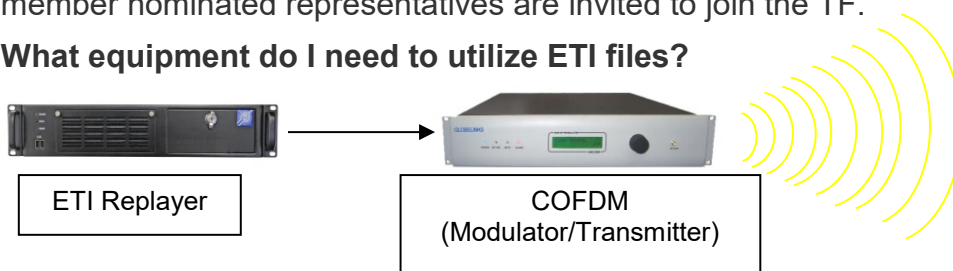 member nominated representatives are invited to join the TF.
What equipment do I need to utilize ETI files?
GLOBELINKS
ETI Replayer
COFDM
(Modulator/Transmitter)